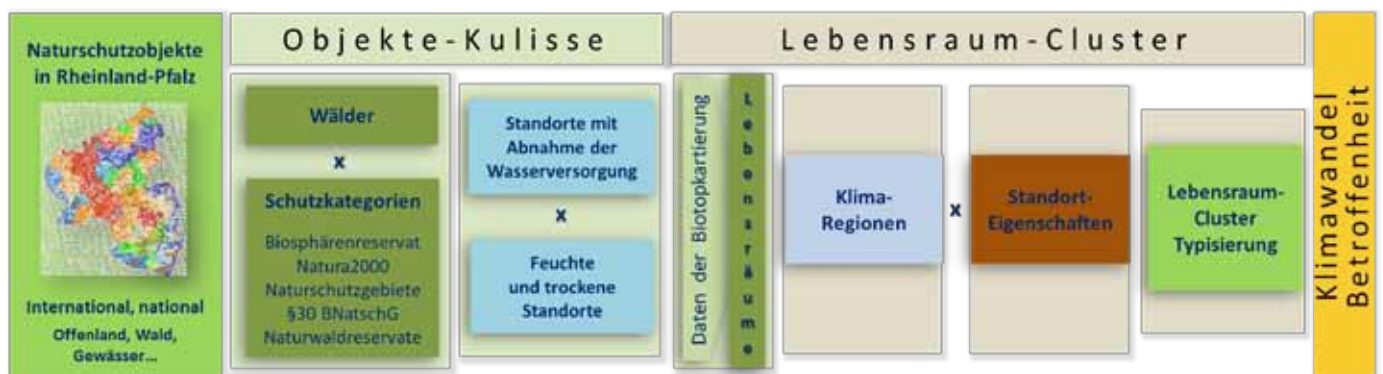 Naturschutzobjekte
in Rheinland-Pfalz
International, national
Offenland, Wald,
Gewässer...
Objekte-Kulisse
Wälder
x
Schutzkategorien
Biosphärenreservat
Natura2000
Naturschutzgebiete
§30 BNatschG
Naturwaldreservate
Standorte mit
Abnahme der
Wasserversorgung
x
Feuchte
und trockene
Standorte
Lebensraum-Cluster
Daten der Biotopkartierung
Lebensräume
Klima-
Regionen
x
Standort-
Eigenschaften
Lebensraum-
Cluster
Typisierung
Klimawandel
Betroffenheit